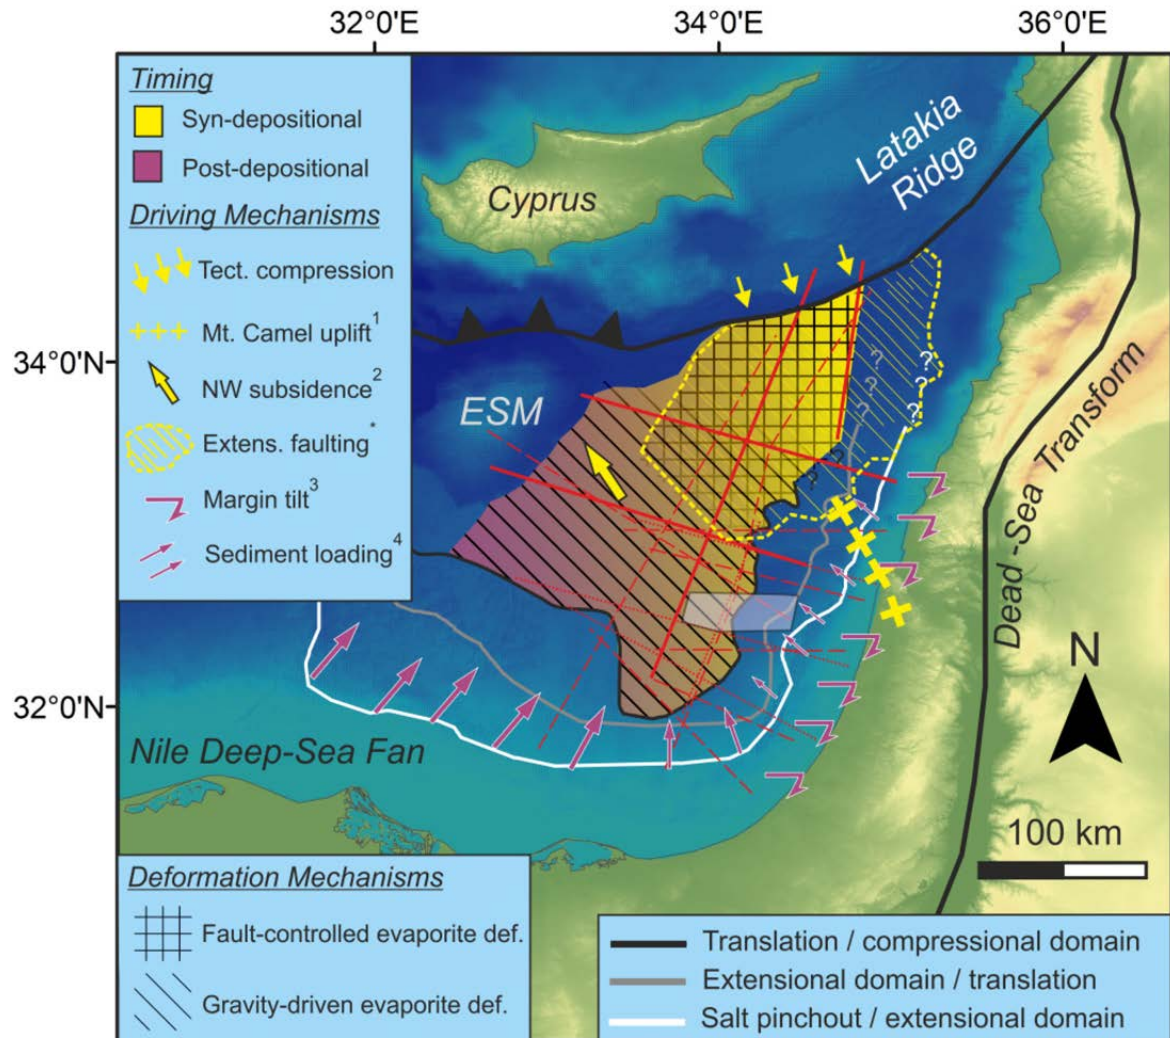 32°0'E
34°0'E
36°0'E
34°0'N
32°0'N
Timing
Syn-depositional
Post-depositional
Driving Mechanisms
Tect. compression
Mt. Camel uplift¹
NW subsidence²
Extens. faulting*
Margin tilt³
Sediment loading⁴
Cyprus
Latakia
Ridge
ESM
? ? ?
? ? ?
? ?
Dead-Sea Transform
Nile Deep-Sea Fan
N
100 km
Deformation Mechanisms
Fault-controlled evaporite def.
Gravity-driven evaporite def.
Translation / compressional domain
Extensional domain / translation
Salt pinchout / extensional domain